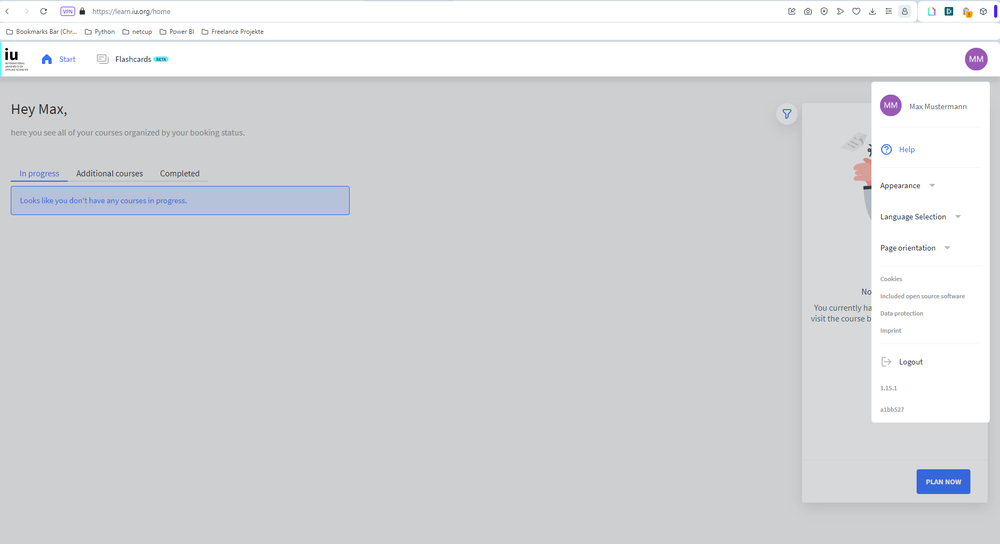 VPN
https://learn.iu.org/home
Bookmarks Bar (Chr...
Python
netcup
Power BI
Freelance Projekte
iu
INTERNATIONAL
UNIVERSITY OF
APPLIED SCIENCES
Start
Flashcards BETA
MM
Hey Max,
here you see all of your courses organized by your booking status.
In progress
Additional courses
Completed
Looks like you don't have any courses in progress.
No
You currently ha
visit the course b
PLAN NOW
MM
Max Mustermann
Help
Appearance
Language Selection
Page orientation
Cookies
Included open source software
Data protection
Imprint
Logout
1.15.1
a1bb527